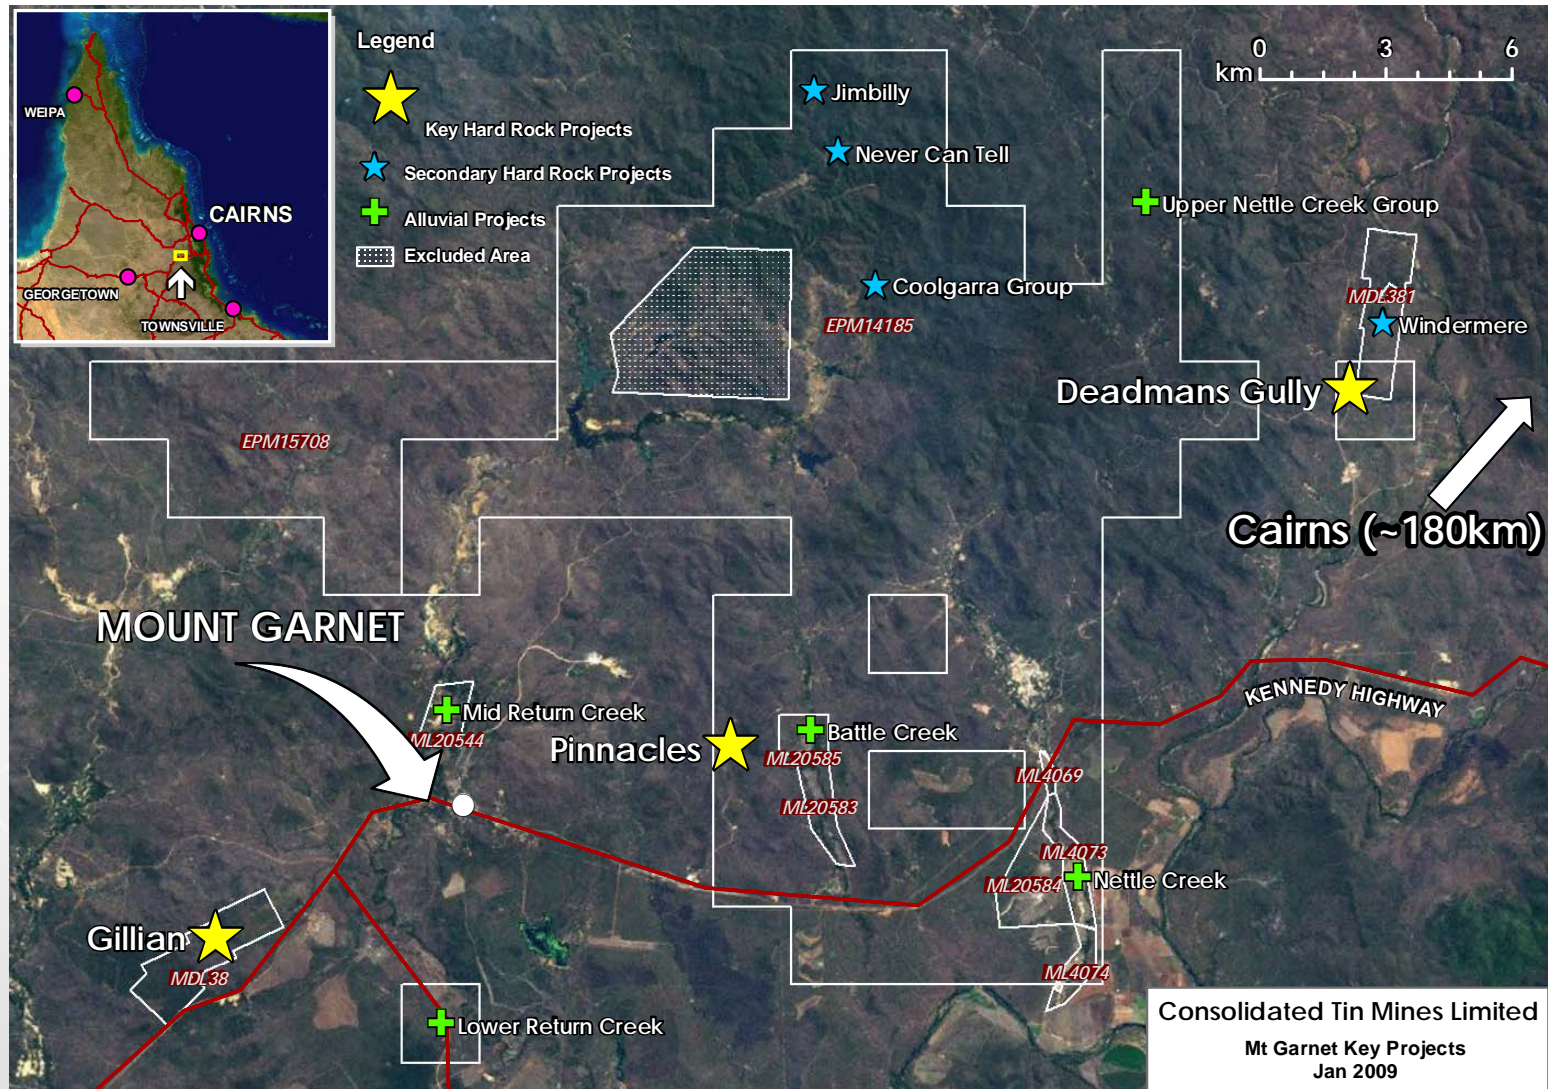 WEIPA
CAIRNS
GEORGETOWN
TOWNSVILLE
Legend
Key Hard Rock Projects
Secondary Hard Rock Projects
Alluvial Projects
Excluded Area
0 3 6
km
Jimbilly
Never Can Tell
Upper Nettle Creek Group
Coolgarra Group
EPM14185
MDL381
Windermere
Deadmans Gully
EPM15708
Cairns (~180km)
MOUNT GARNET
KENNEDY HIGHWAY
Mid Return Creek
ML20544
Pinnacles
Battle Creek
ML20585
ML4069
ML20583
ML4073
ML20584
Nettle Creek
Gillian
MDL38
ML4074
Lower Return Creek
Consolidated Tin Mines Limited
Mt Garnet Key Projects
Jan 2009